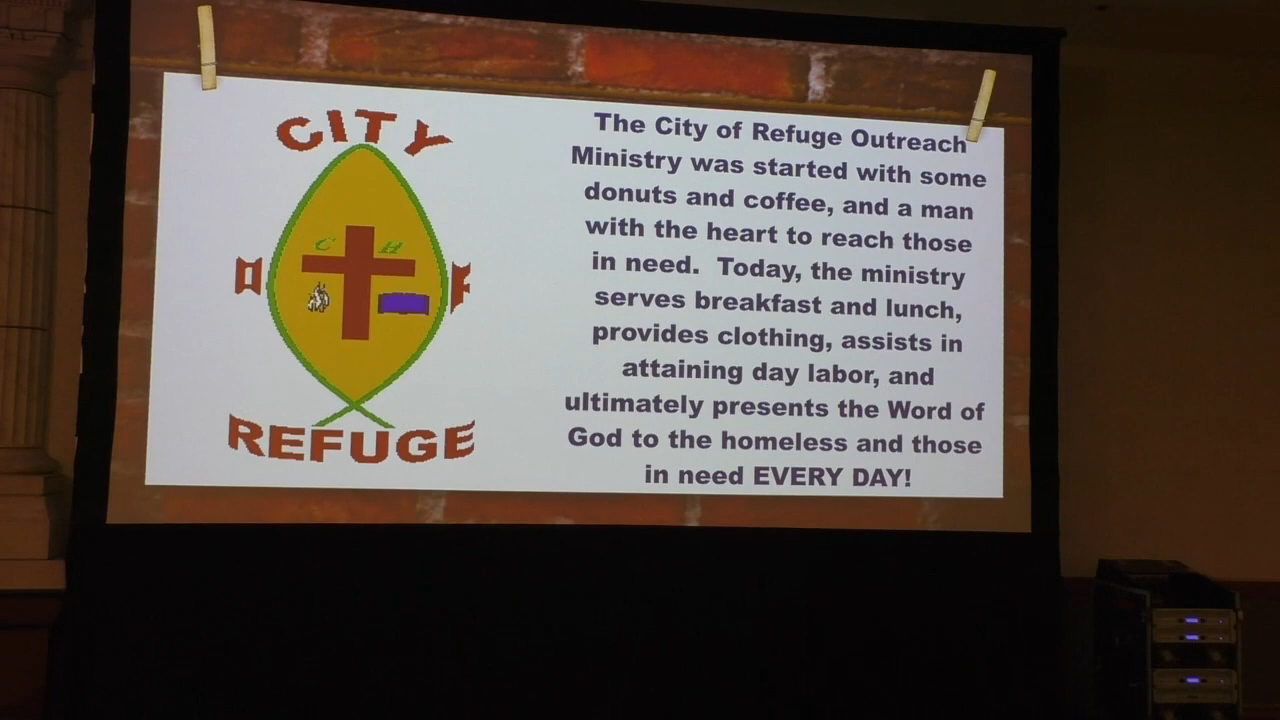 CITY
C H
OF
REFUGE
The City of Refuge Outreach
Ministry was started with some
donuts and coffee, and a man
with the heart to reach those
in need.  Today, the ministry
serves breakfast and lunch,
provides clothing, assists in
attaining day labor, and
ultimately presents the Word of
God to the homeless and those
in need EVERY DAY!